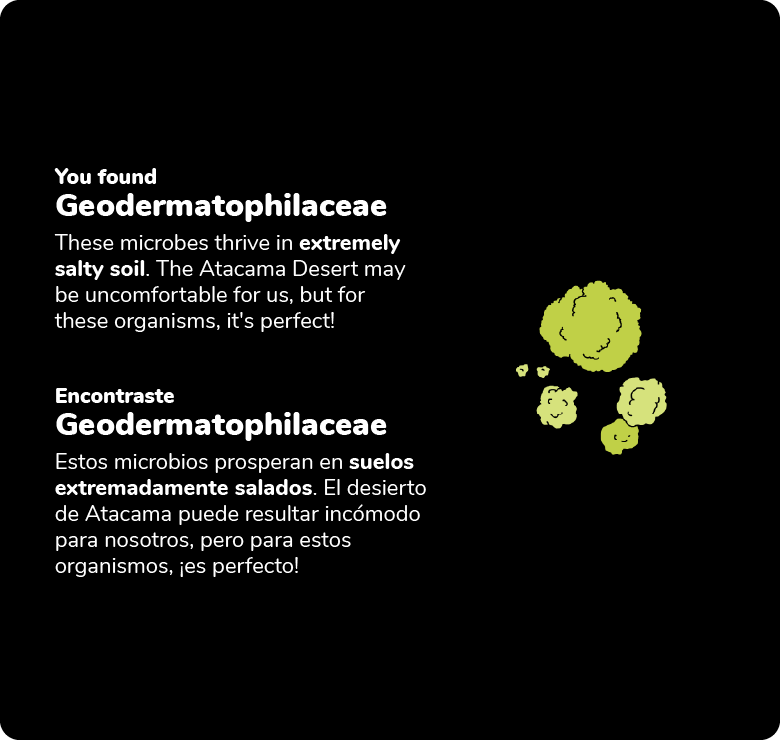 You found
Geodermatophilaceae
These microbes thrive in extremely
salty soil. The Atacama Desert may
be uncomfortable for us, but for
these organisms, it's perfect!
Encontraste
Geodermatophilaceae
Estos microbios prosperan en suelos
extremadamente salados. El desierto
de Atacama puede resultar incómodo
para nosotros, pero para estos
organismos, ¡es perfecto!